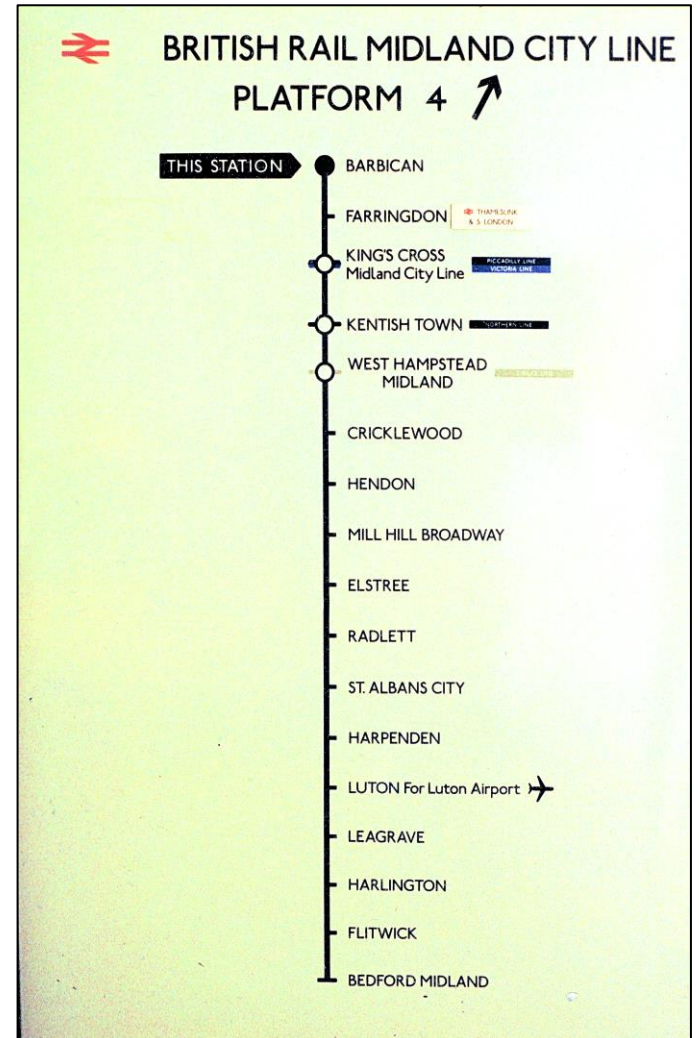 BRITISH RAIL MIDLAND CITY LINE
PLATFORM 4
THIS STATION
BARBICAN
FARRINGDON
THAMESLINK
& S. LONDON
KING'S CROSS
Midland City Line
PICCADILLY LINE
VICTORIA LINE
KENTISH TOWN
NORTHERN LINE
WEST HAMPSTEAD
MIDLAND
CRICKLEWOOD
HENDON
MILL HILL BROADWAY
ELSTREE
RADLETT
ST. ALBANS CITY
HARPENDEN
LUTON For Luton Airport
LEAGRAVE
HARLINGTON
FLITWICK
BEDFORD MIDLAND